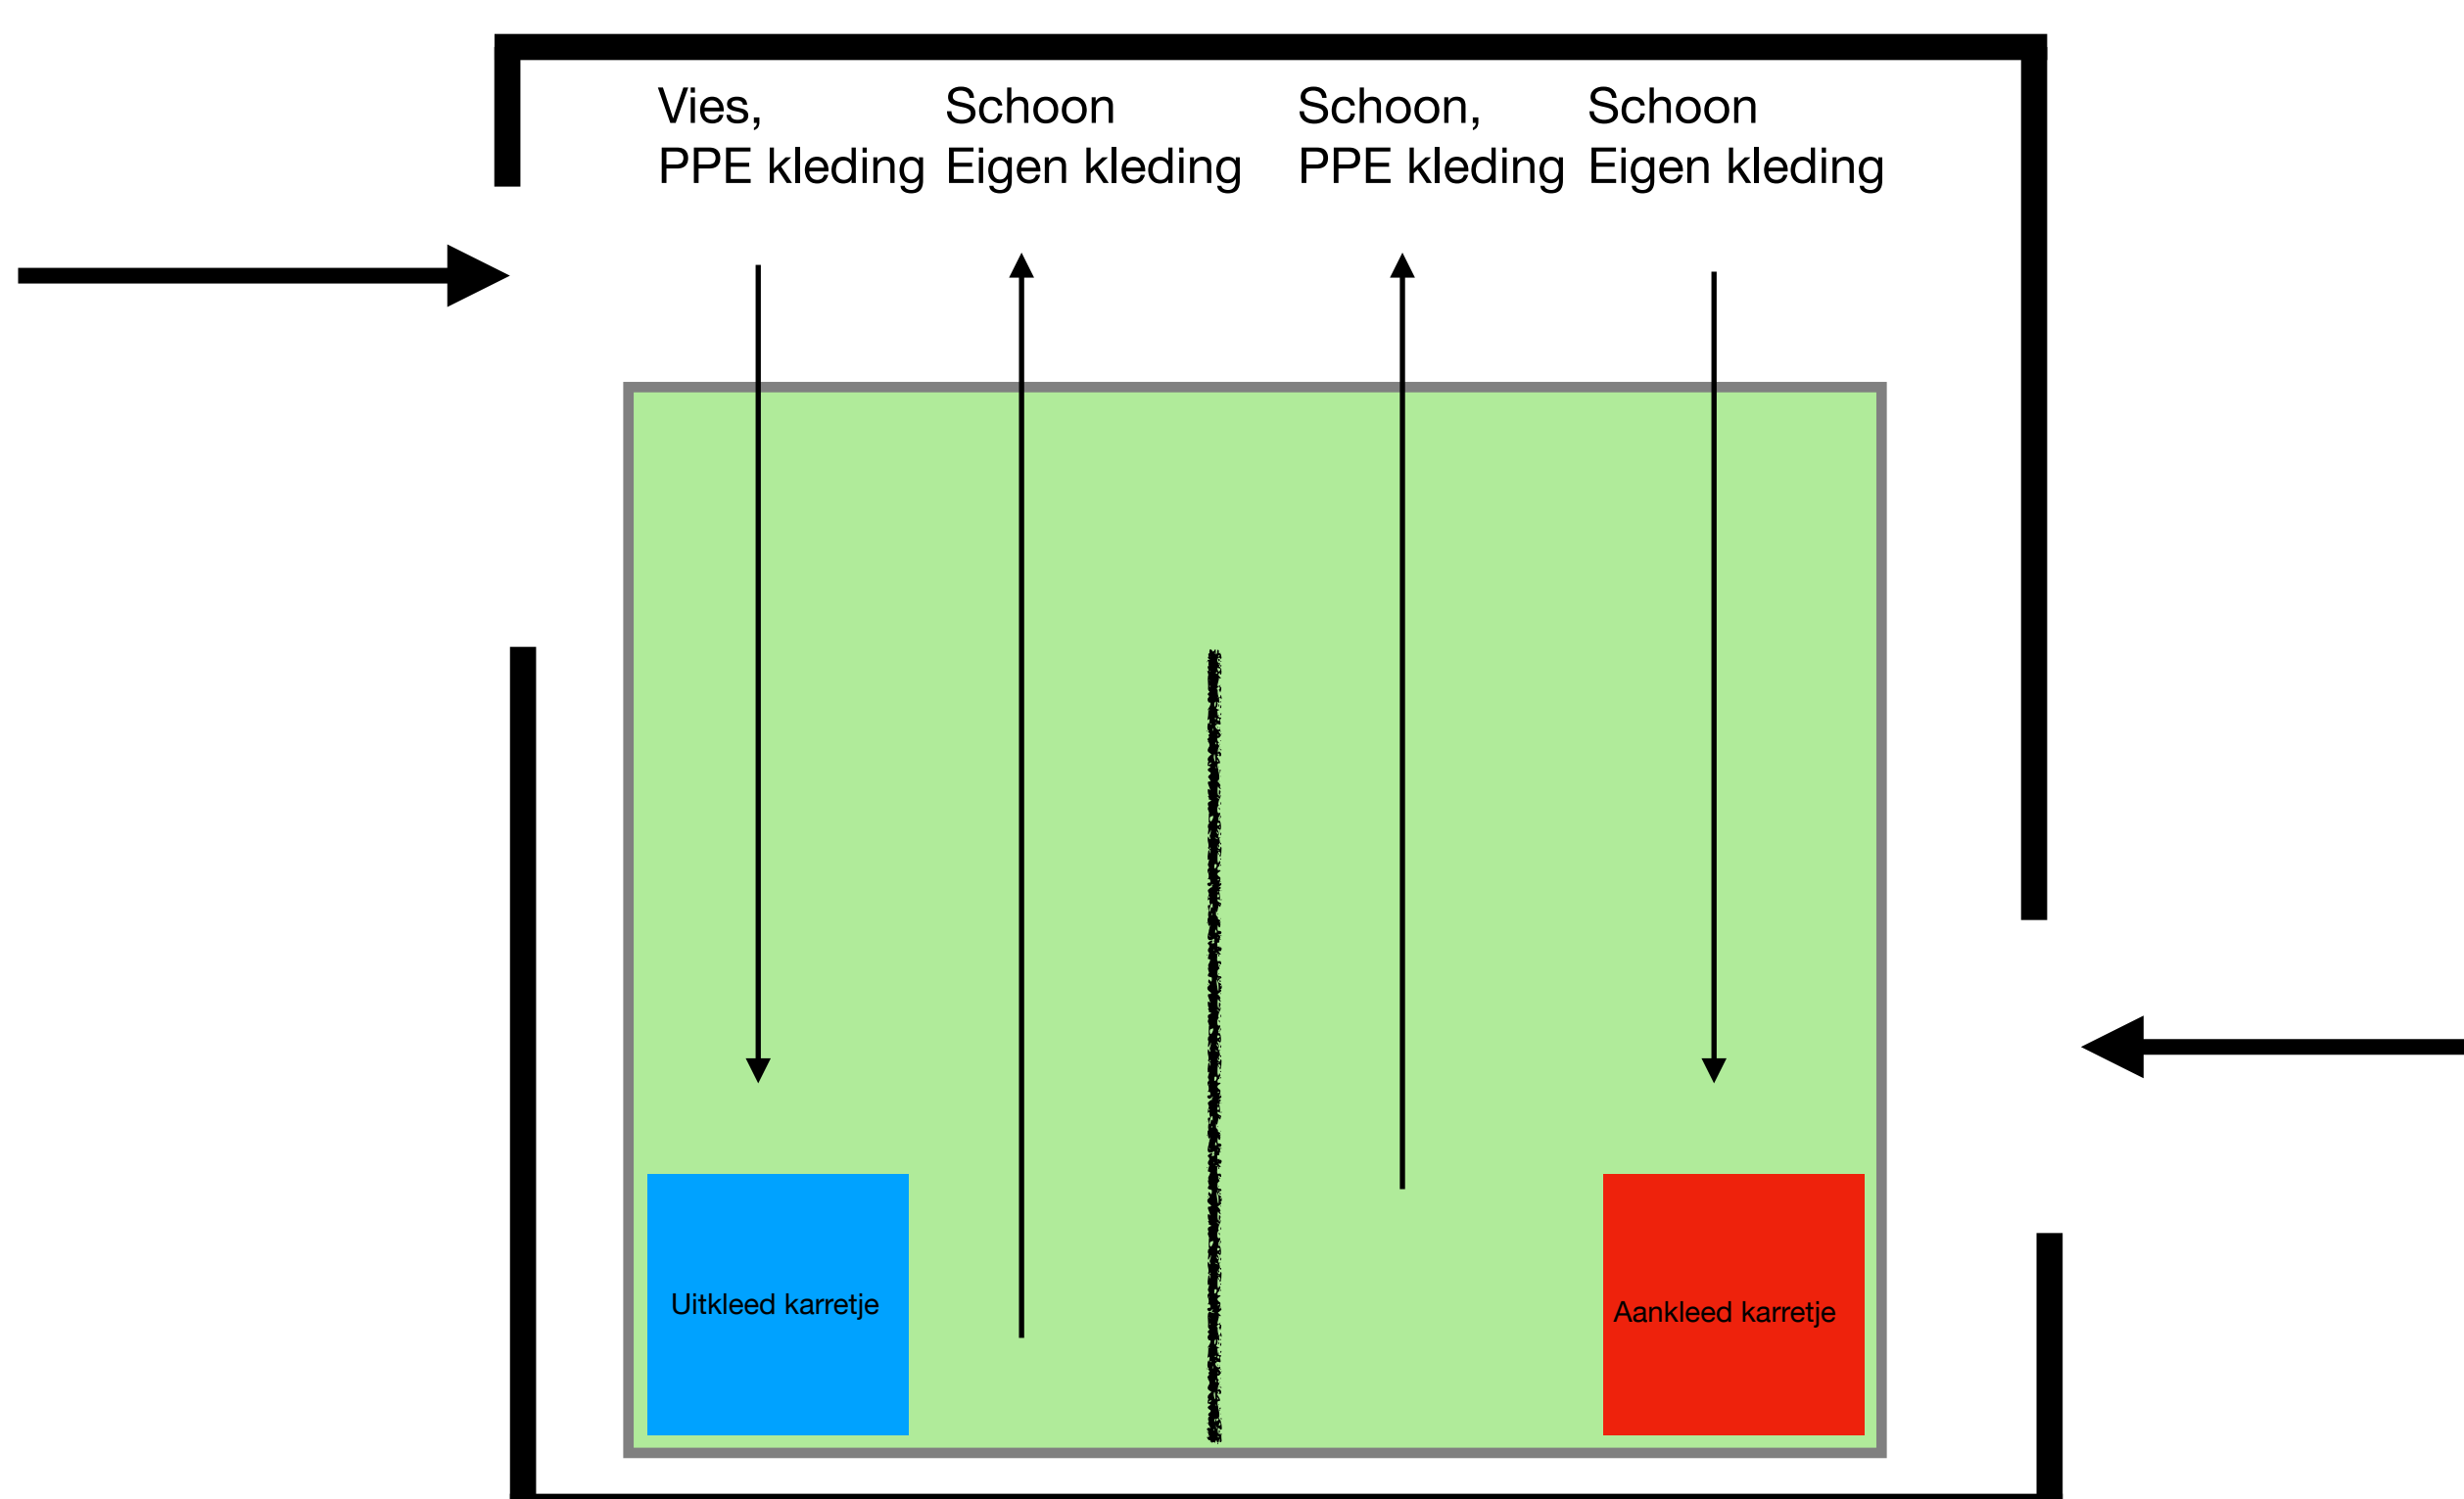 Vies,
PPE kleding
Schoon
Eigen kleding
Schoon,
PPE kleding
Schoon
Eigen kleding
Uitkleed karretje
Aankleed karretje